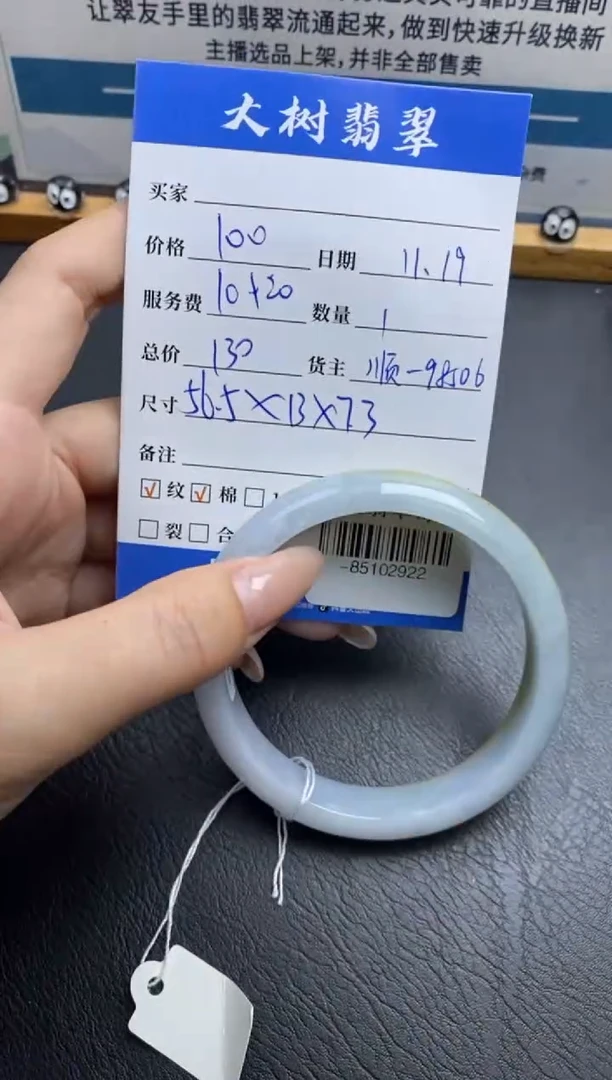 让翠友手里的翡翠流通起来,做到快速升级换新
主播选品上架,并非全部售卖
大树翡翠
买家
价格 100 日期 11.19
服务费 10+20 数量 1
总价 130 货主 顺-98506
尺寸 56.5×13×7.3
备注
纹 棉
裂 合
-85102922